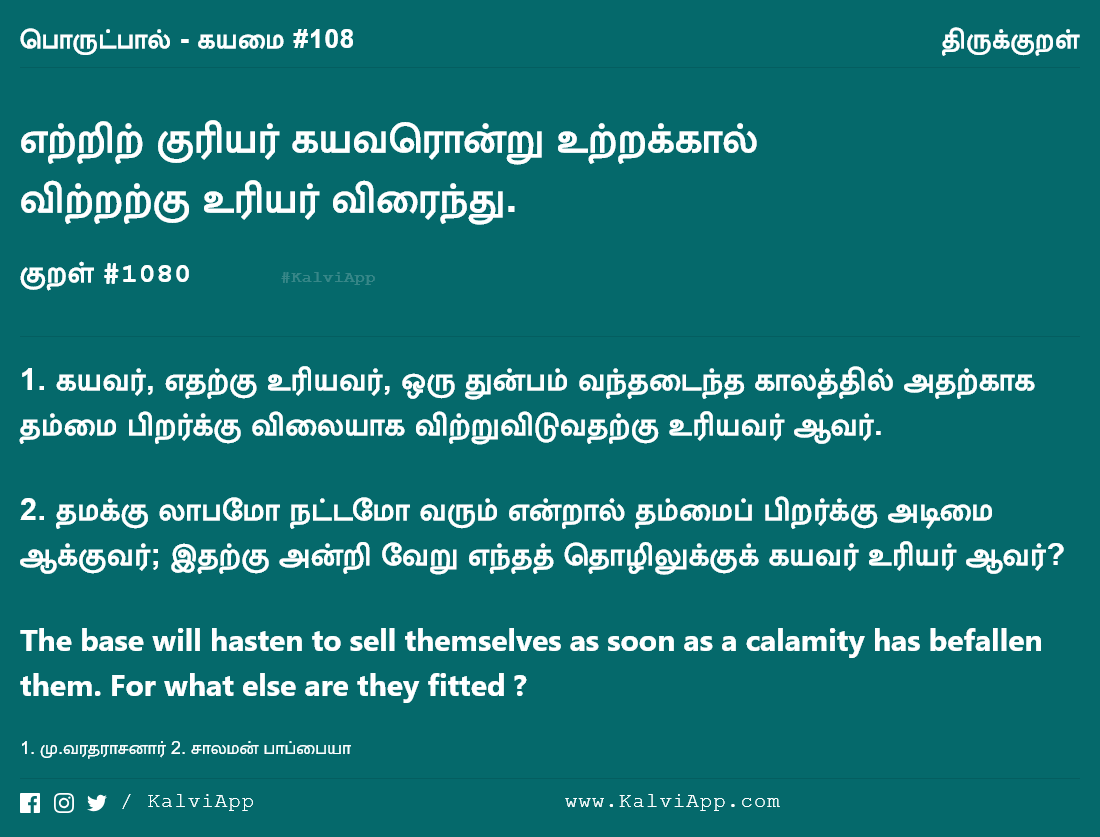 பொருட்பால் - கயமை #108
திருக்குறள்
எற்றிற் குரியர் கயவரொன்று உற்றக்கால்
விற்றற்கு உரியர் விரைந்து.
குறள் #1080
#KalviApp
1. கயவர், எதற்கு உரியவர், ஒரு துன்பம் வந்தடைந்த காலத்தில் அதற்காக
தம்மை பிறர்க்கு விலையாக விற்றுவிடுவதற்கு உரியவர் ஆவர்.
2. தமக்கு லாபமோ நட்டமோ வரும் என்றால் தம்மைப் பிறர்க்கு அடிமை
ஆக்குவர்; இதற்கு அன்றி வேறு எந்தத் தொழிலுக்குக் கயவர் உரியர் ஆவர்?
The base will hasten to sell themselves as soon as a calamity has befallen
them. For what else are they fitted ?
1. மு.வரதராசனார் 2. சாலமன் பாப்பையா
/ KalviApp
www.KalviApp.com